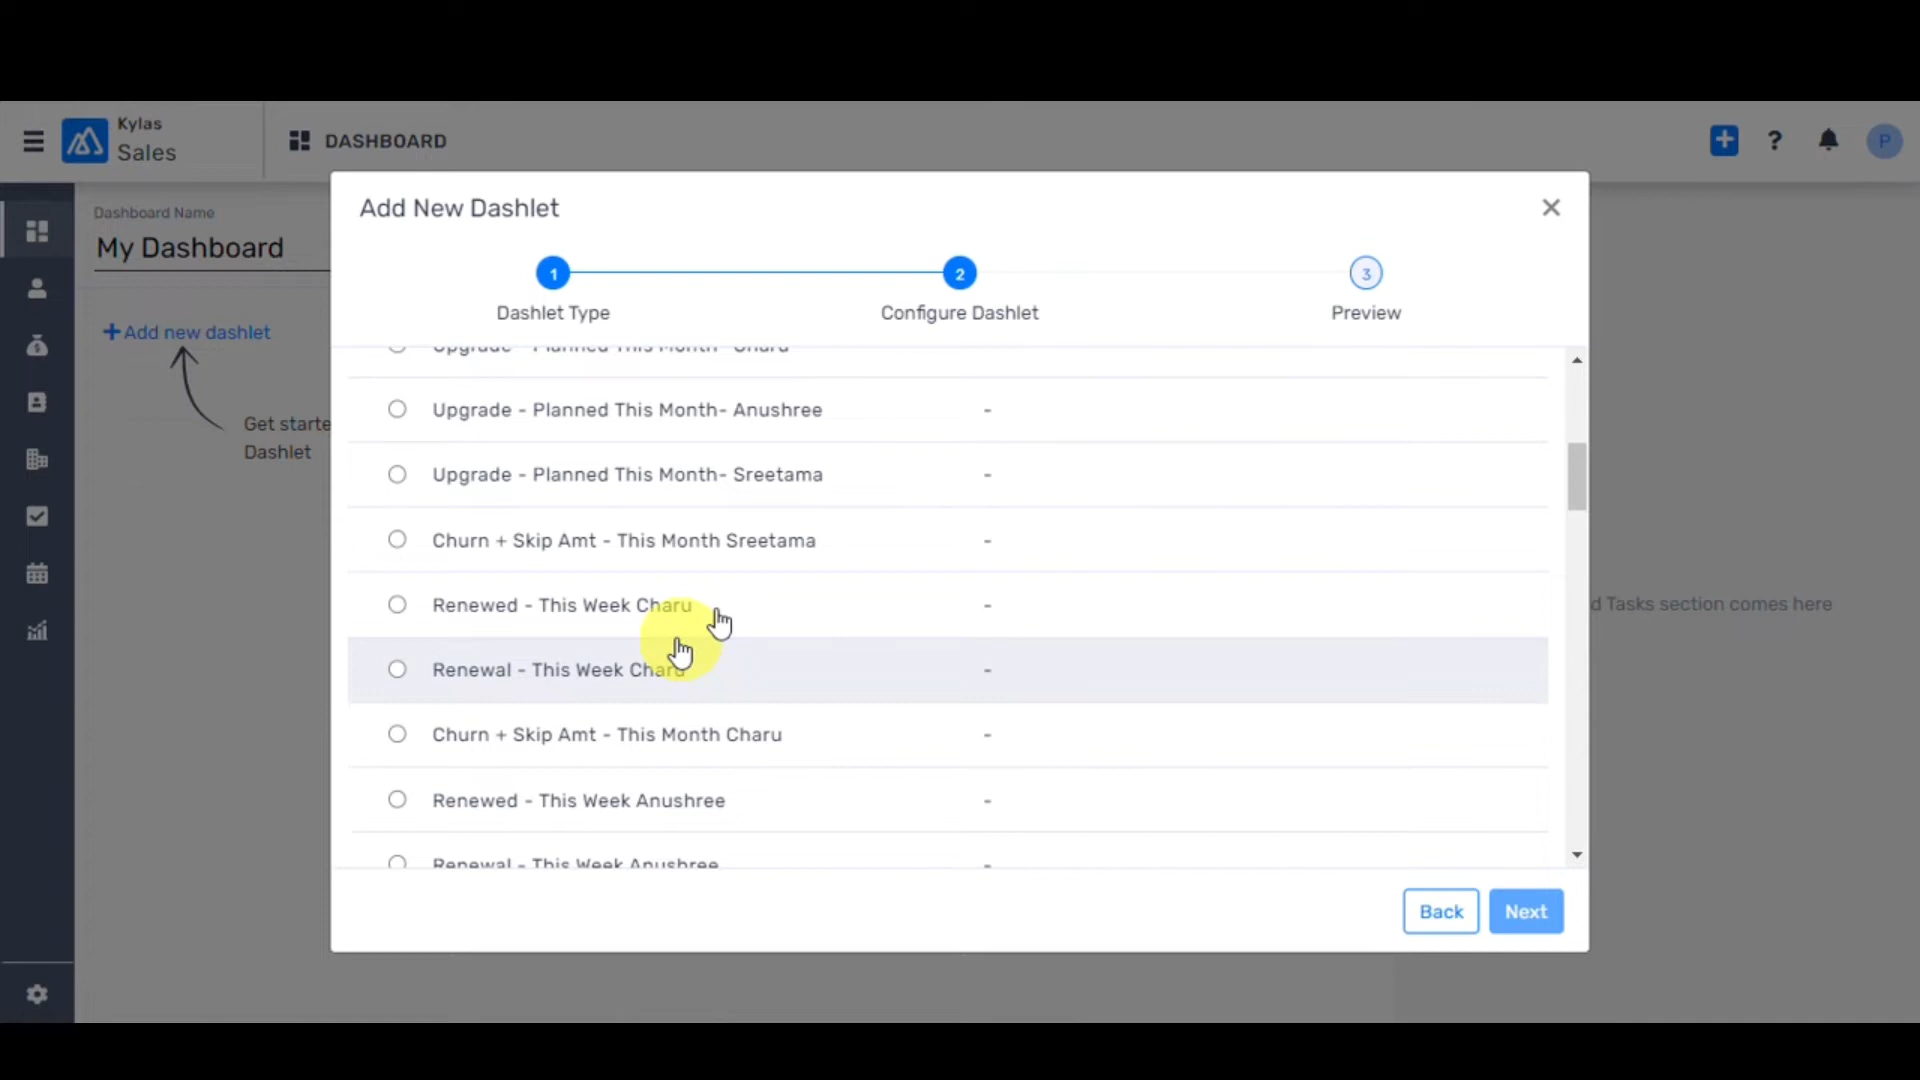 Kylas
Sales
DASHBOARD
P
Dashboard Name
My Dashboard
Add new dashlet
Get starte
Dashlet
Add New Dashlet
1
2
3
Dashlet Type
Configure Dashlet
Preview
Upgrade - Planned This Month- Charu
Upgrade - Planned This Month- Anushree
-
Upgrade - Planned This Month- Sreetama
-
Churn + Skip Amt - This Month Sreetama
-
Renewed - This Week Charu
-
Renewal - This Week Charu
-
Churn + Skip Amt - This Month Charu
-
Renewed - This Week Anushree
-
Renewal - This Week Anushree
-
d Tasks section comes here
Back
Next